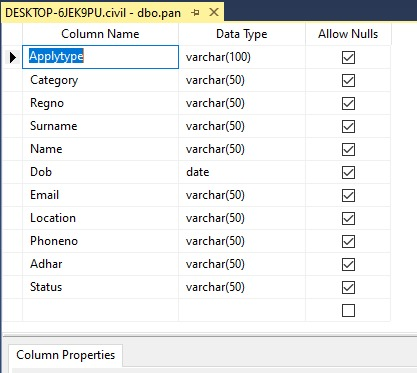 DESKTOP-6JEK9PU.civil - dbo.pan
Column Name Data Type Allow Nulls
Applytype varchar(100)
Category varchar(50)
Regno varchar(50)
Surname varchar(50)
Name varchar(50)
Dob date
Email varchar(50)
Location varchar(50)
Phoneno varchar(50)
Adhar varchar(50)
Status varchar(50)
Column Properties